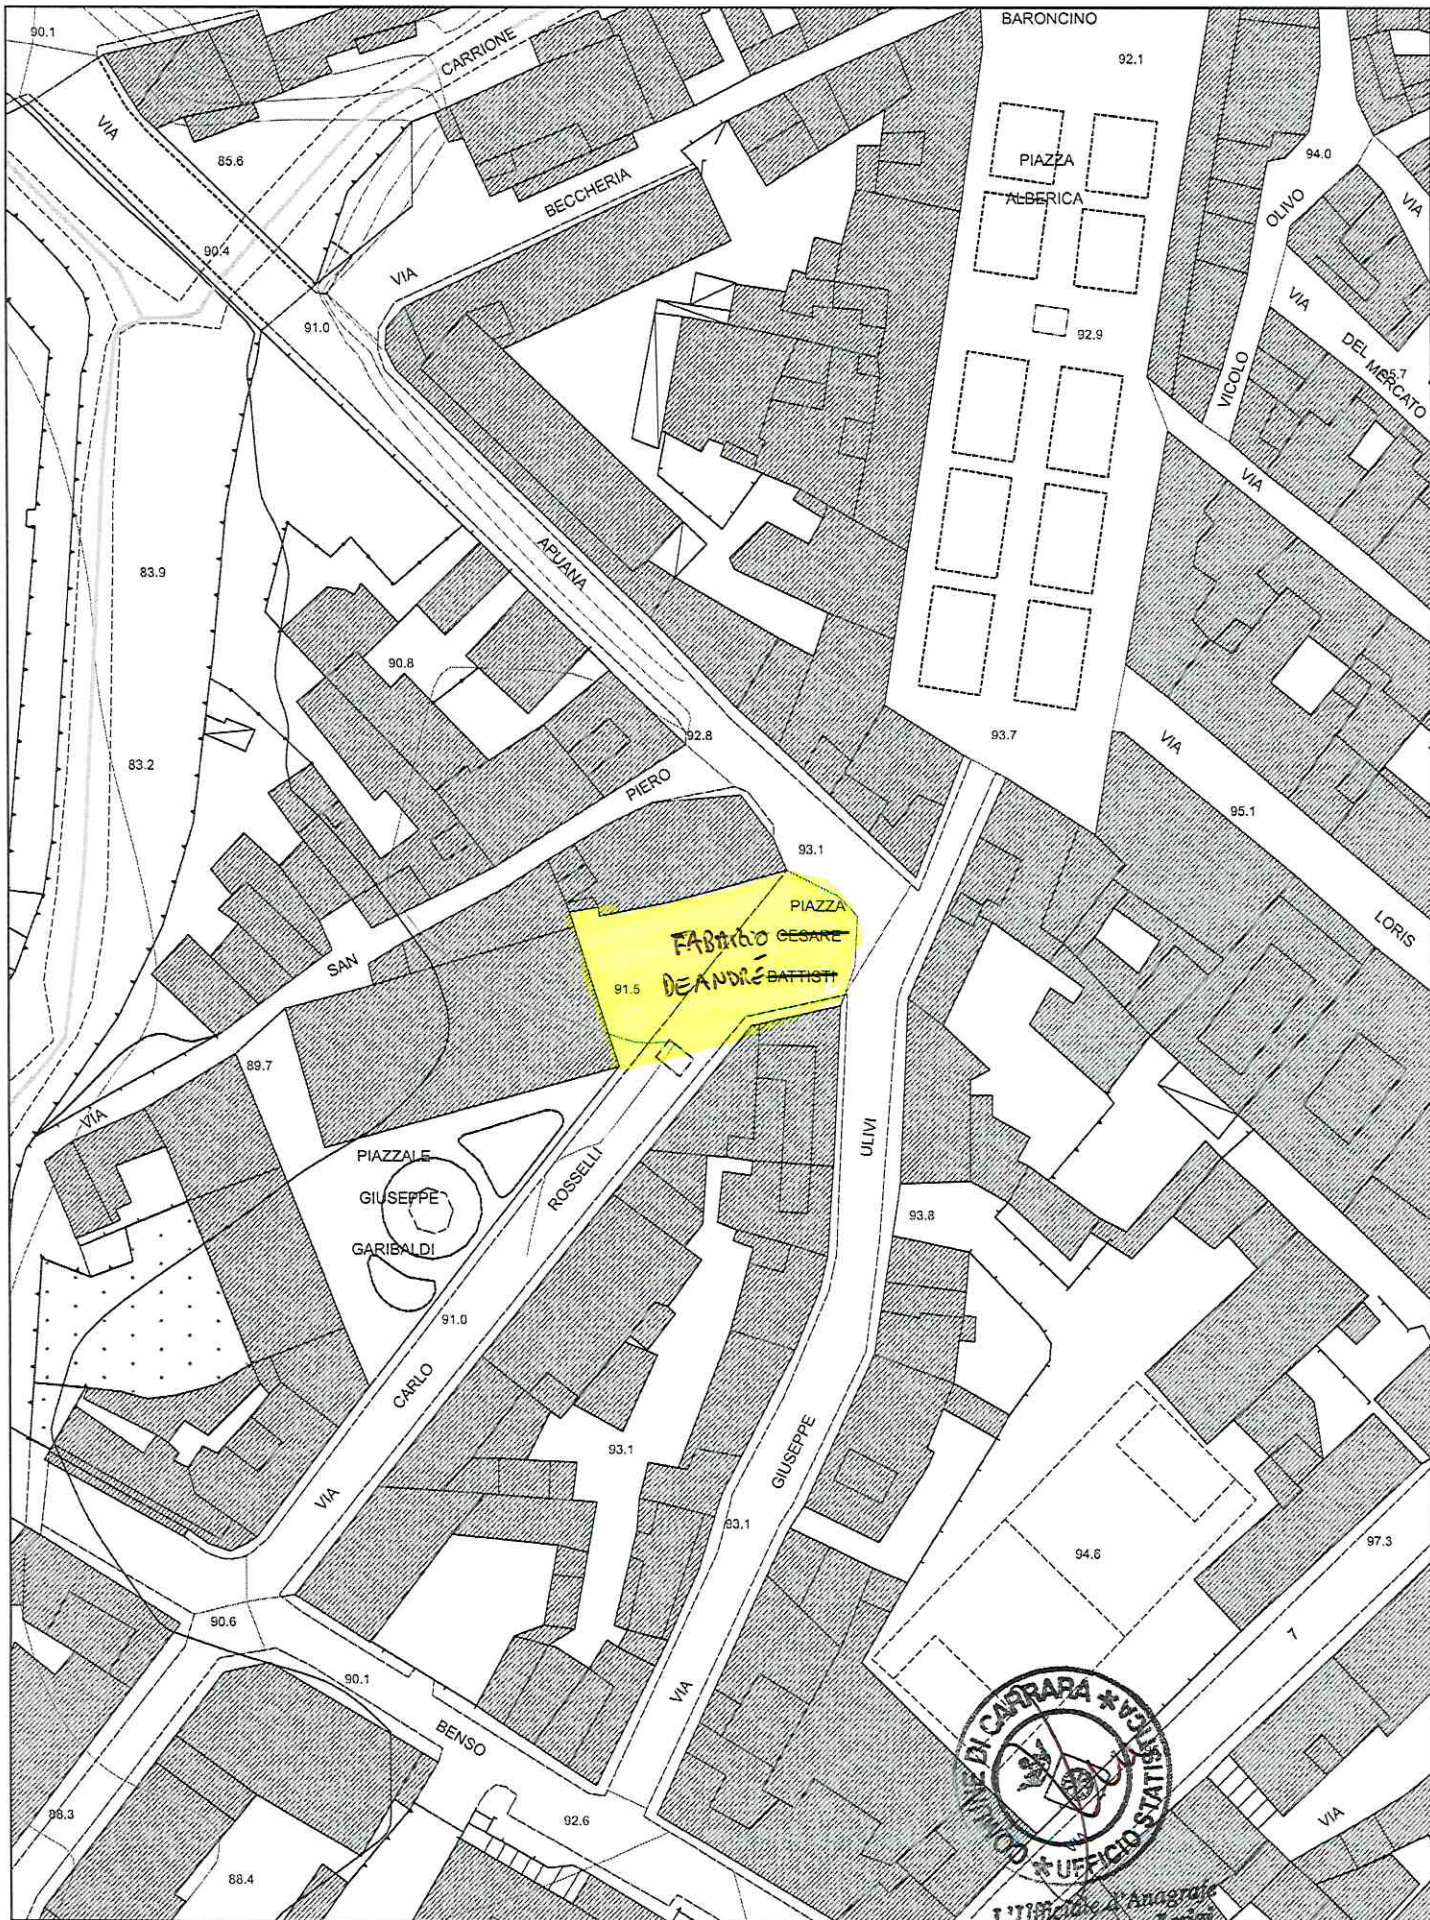 90.1
BARONCINO
CARRIONE
92.1
VIA
85.6
PIAZZA
94.0
BECCHERIA
ALBERICA
VIA
OLIVO
90.4
VIA
VIA
91.0
92.9
DEL MERCATO
95.7
VICOLO
VIA
APUANA
83.9
90.8
92.8
93.7
VIA
83.2
PIERO
95.1
93.1
PIAZZA
LORIS
FABRIZIO CESARE
SAN
91.5
DE ANDRÉ BATTISTI
89.7
VIA
ULIVI
PIAZZALE
ROSSELLI
GIUSEPPE
93.8
GARIBALDI
91.0
CARLO
93.1
GIUSEPPE
VIA
93.1
97.3
94.6
90.6
7
90.1
VIA
BENSO
COMUNE DI CARRARA * UFFICIO STATISTICA *
88.3
92.6
VIA
88.4
L'Ufficiale d'Anagrafe